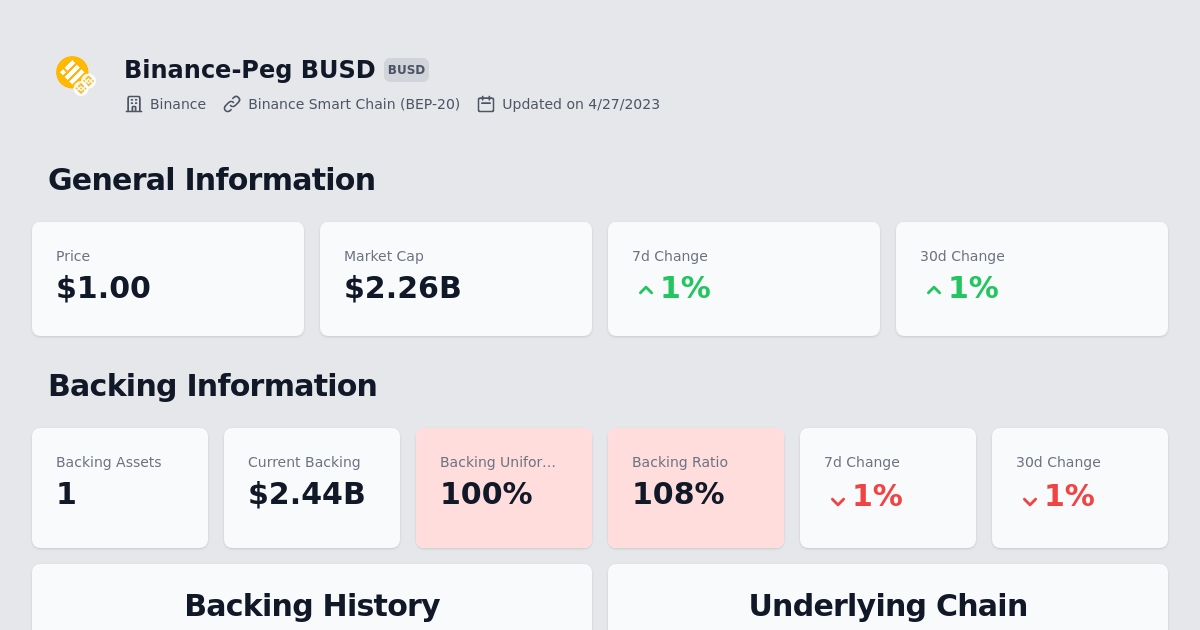 Binance-Peg BUSD BUSD
Binance Binance Smart Chain (BEP-20) Updated on 4/27/2023
General Information
Price Market Cap 7d Change 30d Change
$1.00 $2.26B 1% 1%
Backing Information
Backing Assets Current Backing Backing Unifor... Backing Ratio 7d Change 30d Change
1 $2.44B 100% 108% 1% 1%
Backing History Underlying Chain